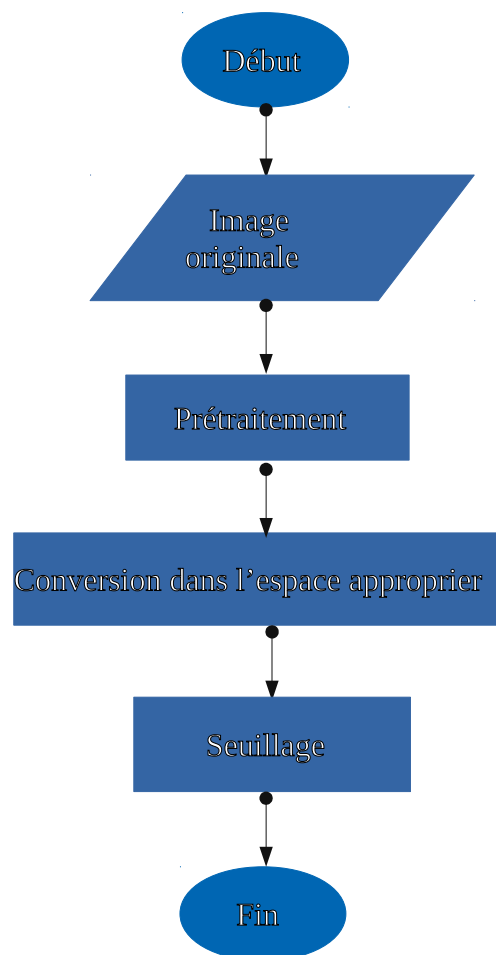 Début
Image
originale
Prétraitement
Conversion dans l’espace approprier
Seuillage
Fin